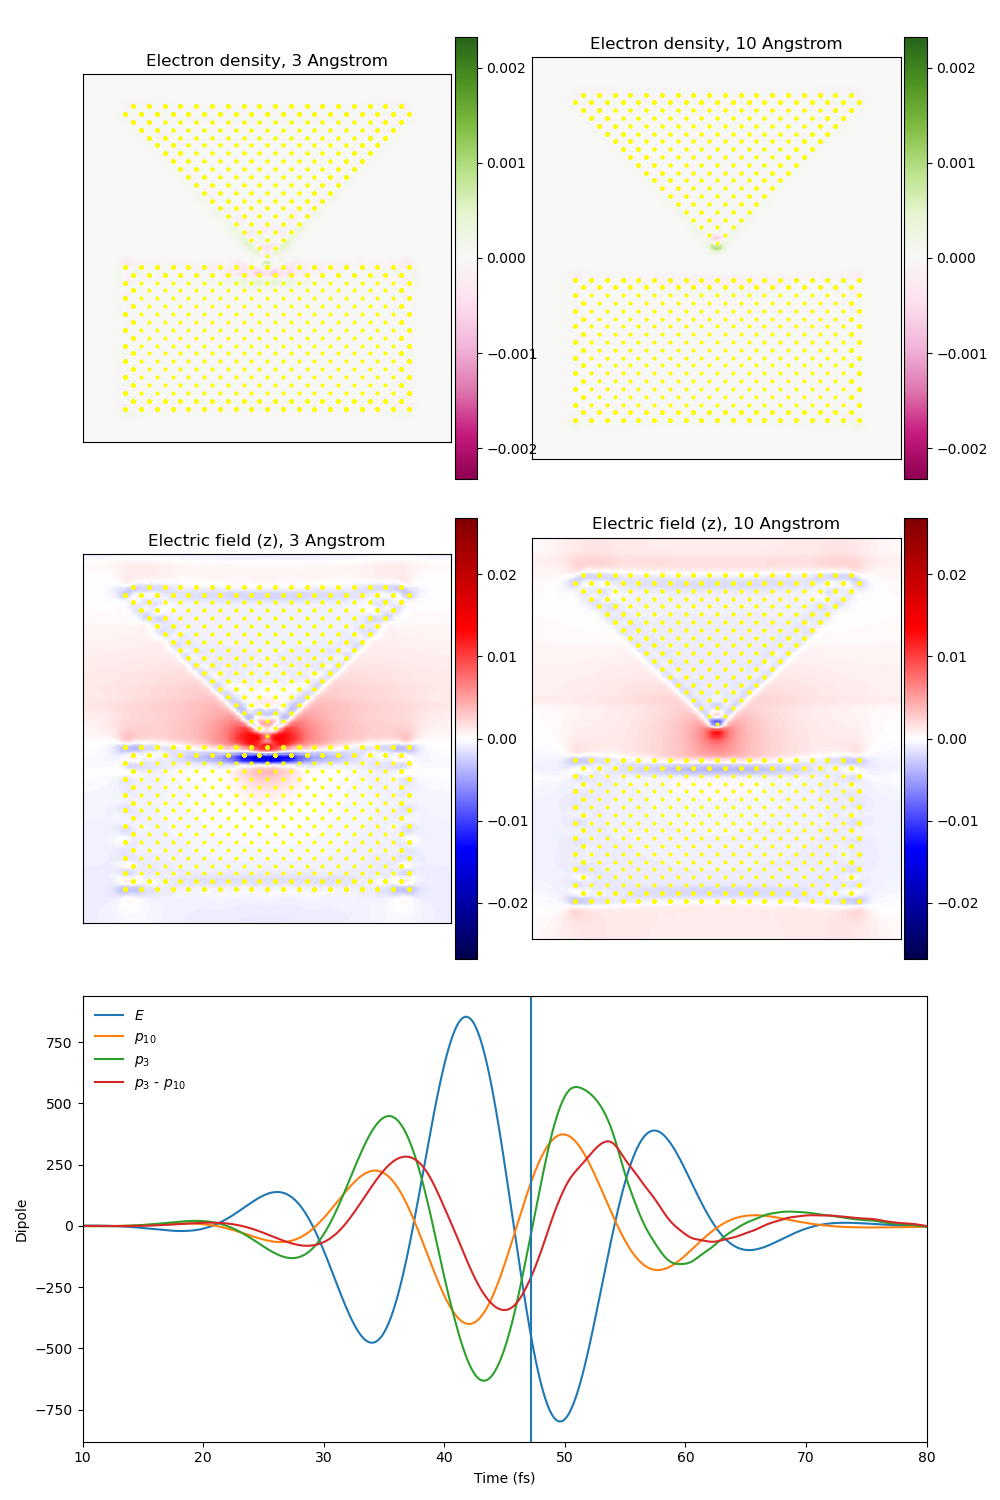 Electron density, 3 Angstrom
0.002
0.001
0.000
−0.001
−0.002
Electron density, 10 Angstrom
0.002
0.001
0.000
−0.001
−0.002
Electric field (z), 3 Angstrom
0.02
0.01
0.00
−0.01
−0.02
Electric field (z), 10 Angstrom
0.02
0.01
0.00
−0.01
−0.02
E
p10
p3
p3 - p10
Dipole
750
500
250
0
−250
−500
−750
10 20 30 40 50 60 70 80
Time (fs)